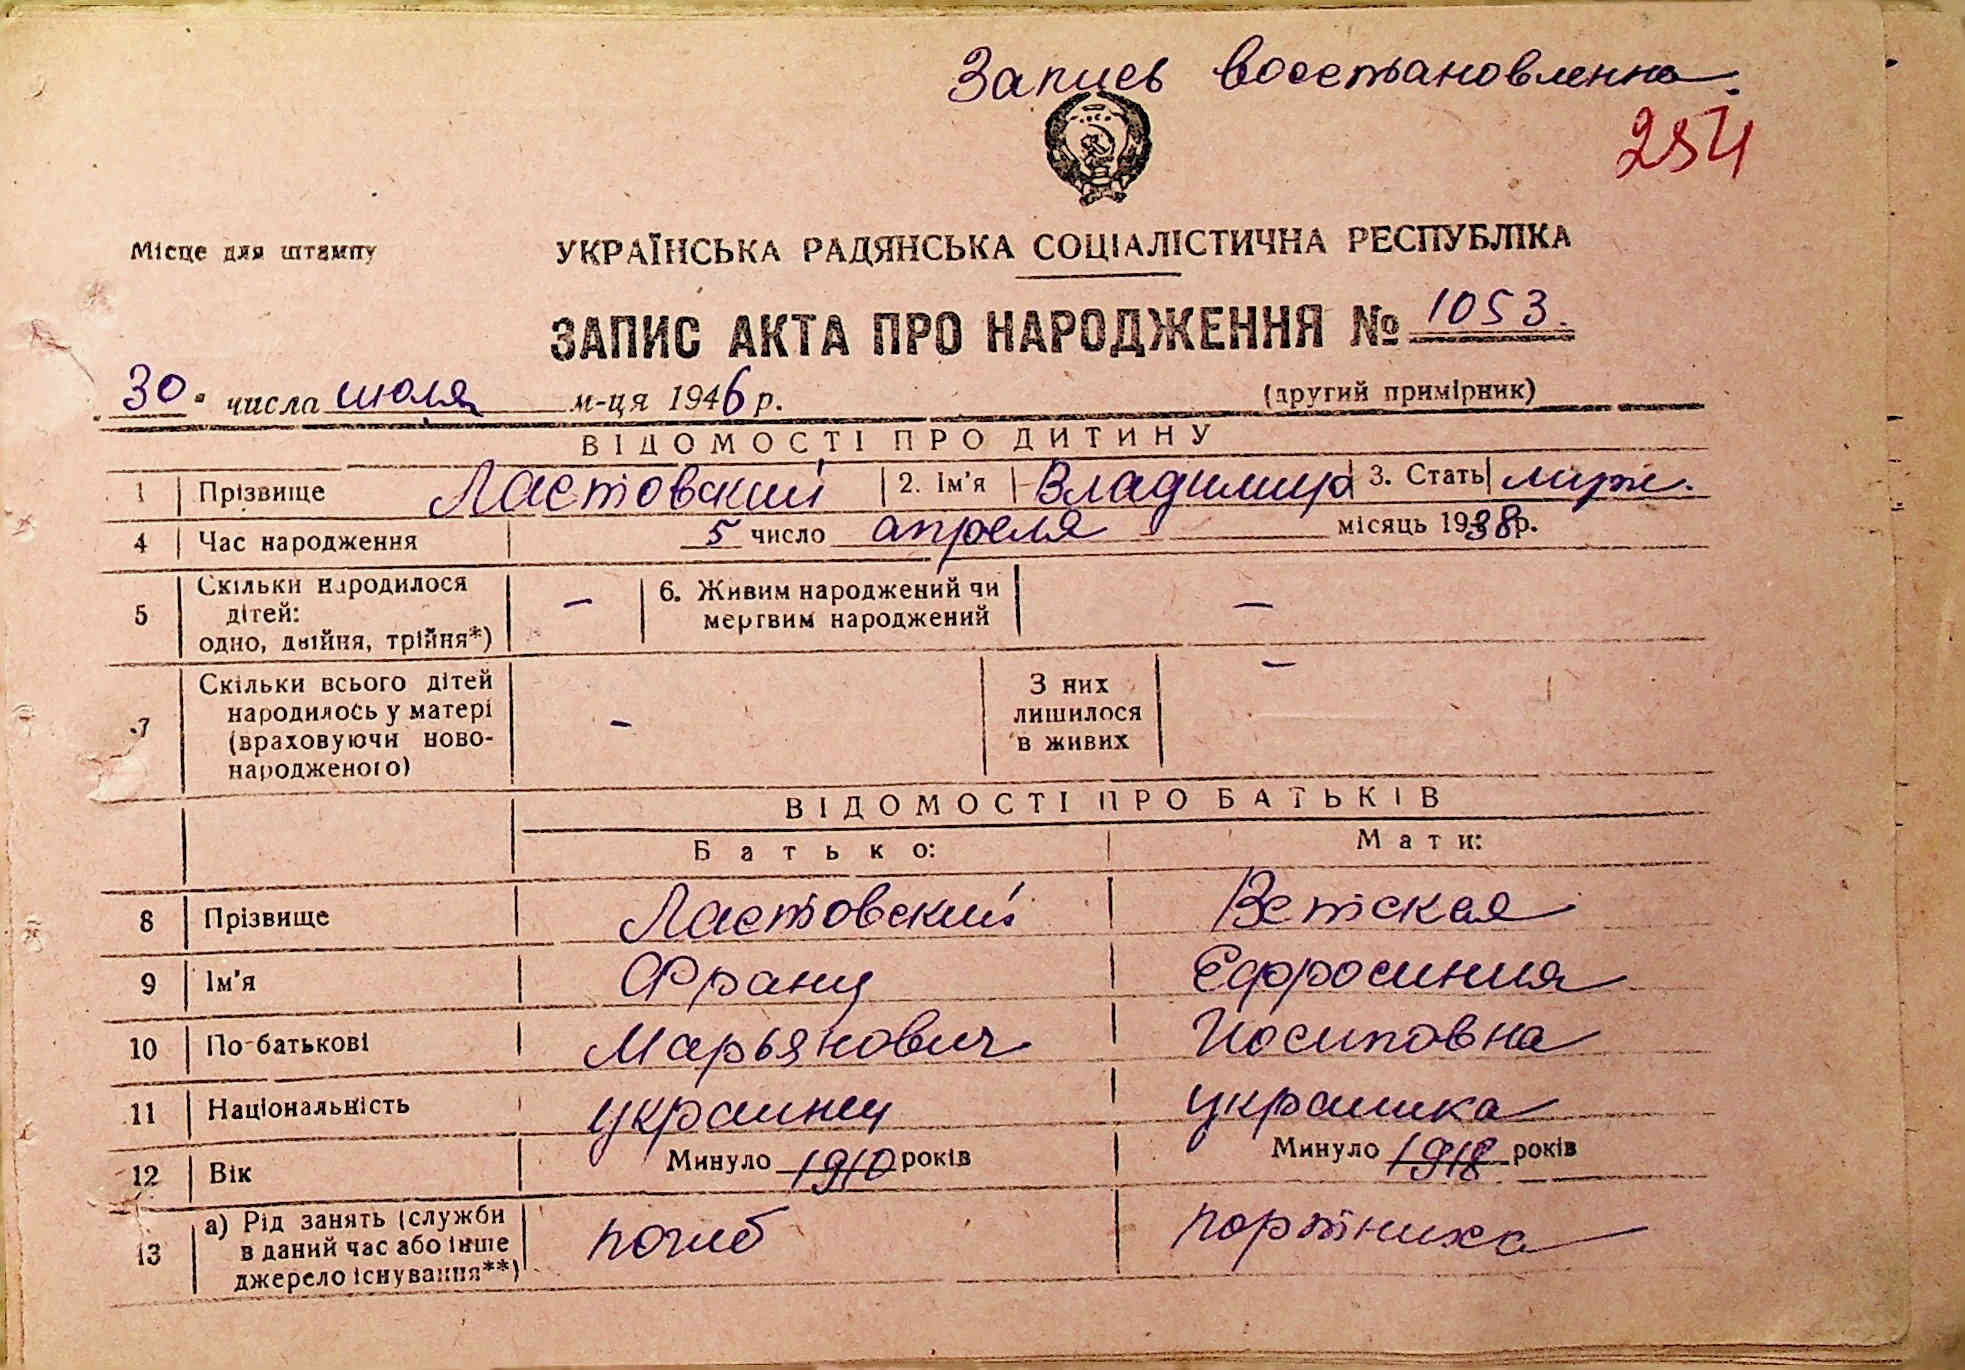 Запись восстановленна.
254
Місце для штампу
УКРАЇНСЬКА РАДЯНСЬКА СОЦІАЛІСТИЧНА РЕСПУБЛІКА
ЗАПИС АКТА ПРО НАРОДЖЕННЯ № 1053.
(другий примірник)
30 числа июля м-ця 1946 р.
ВІДОМОСТІ ПРО ДИТИНУ
1 Прізвище Ластовский 2. Ім'я Владимир 3. Стать муж.
4 Час народження 5 число апреля місяць 1938 р.
5 Скільки народилося дітей: одно, двійня, трійня*) — 6. Живим народжений чи мертвим народжений —
7 Скільки всього дітей народилось у матері (враховуючи новонародженого) - З них лишилося в живих —
ВІДОМОСТІ ПРО БАТЬКІВ
Батько: Мати:
8 Прізвище Ластовский Ветская
9 Ім'я Франц Ефросиния
10 По-батькові Марьянович Иосиповна
11 Національність украинец украинка
12 Вік Минуло 1910 років Минуло 1918 років
13 а) Рід занять (служби в даний час або інше джерело існування**) погиб портниха